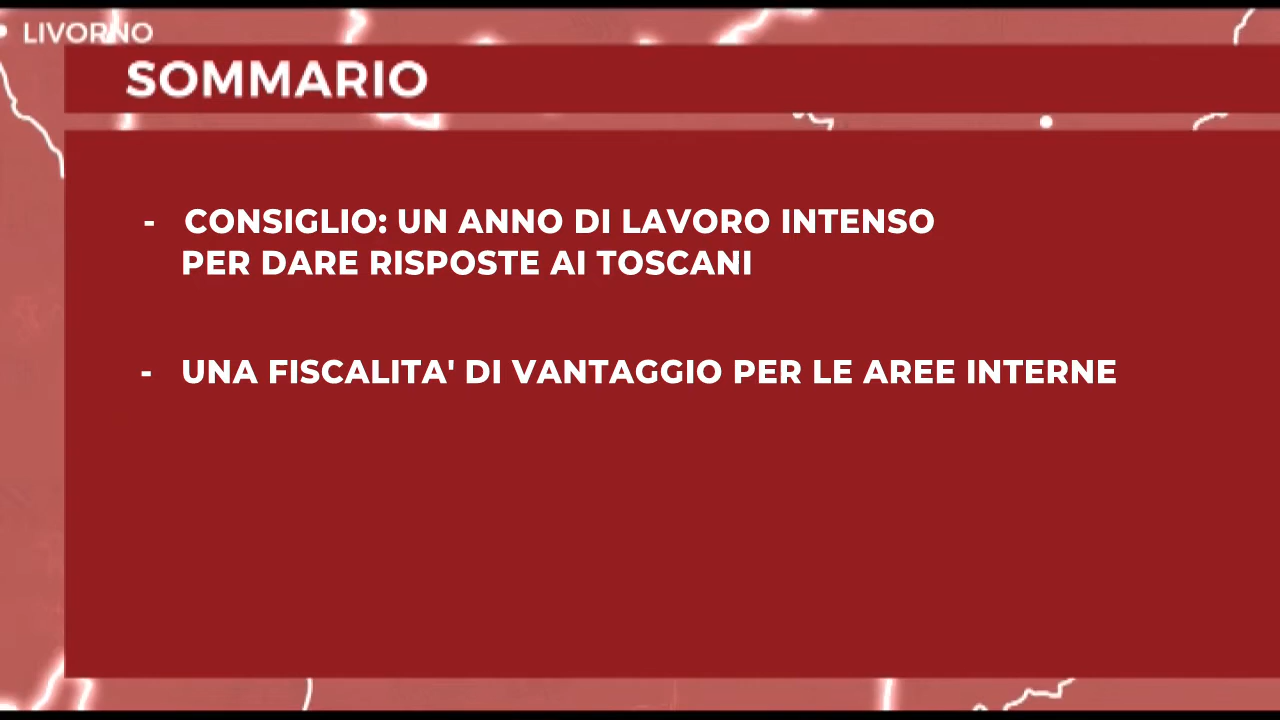 LIVORNO
SOMMARIO
- CONSIGLIO: UN ANNO DI LAVORO INTENSO
PER DARE RISPOSTE AI TOSCANI
- UNA FISCALITA' DI VANTAGGIO PER LE AREE INTERNE